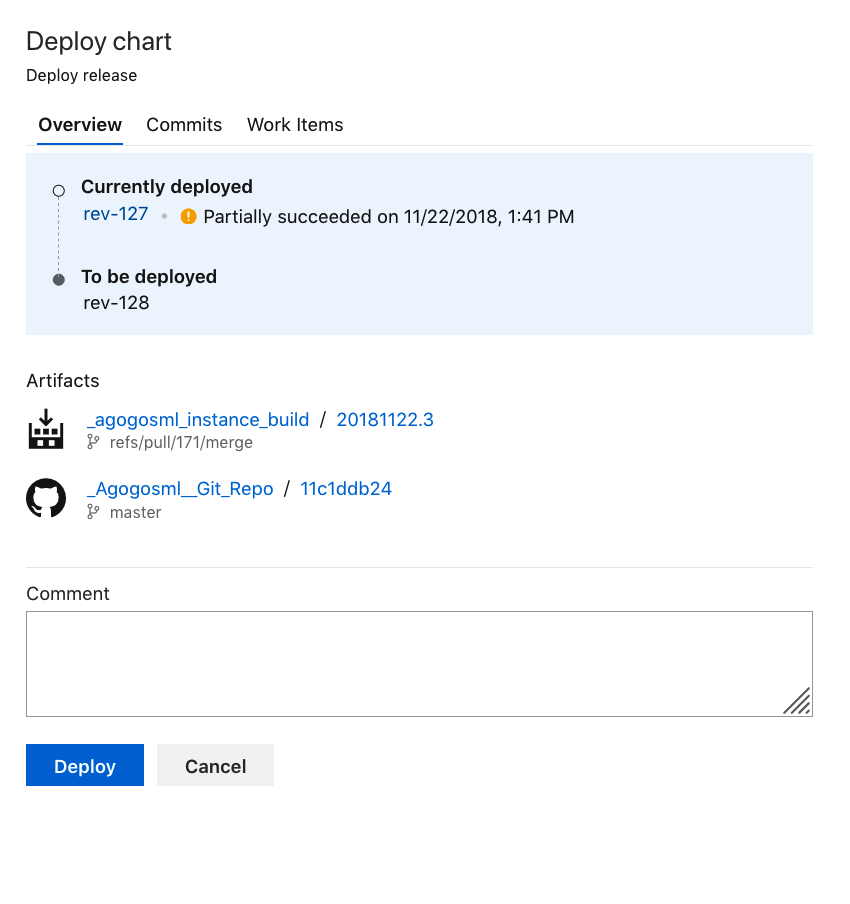 Deploy chart
Deploy release
Overview Commits Work Items
Currently deployed
rev-127 • Partially succeeded on 11/22/2018, 1:41 PM
To be deployed
rev-128
Artifacts
_agogosml_instance_build / 20181122.3
refs/pull/171/merge
_Agogosml__Git_Repo / 11c1ddb24
master
Comment
Deploy Cancel